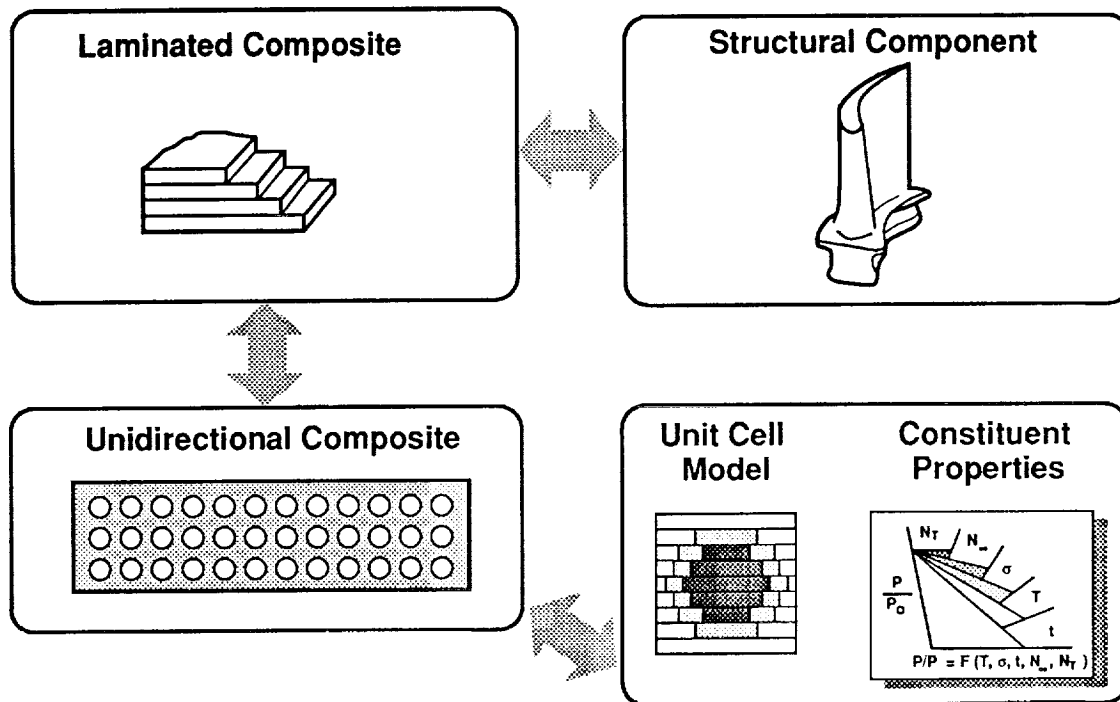 Laminated Composite
Structural Component
Unidirectional Composite
Unit Cell
Model
Constituent
Properties
N_T
N_∞
σ
T
t
P
P_o
P/P = F (T, σ, t, N_∞, N_T )